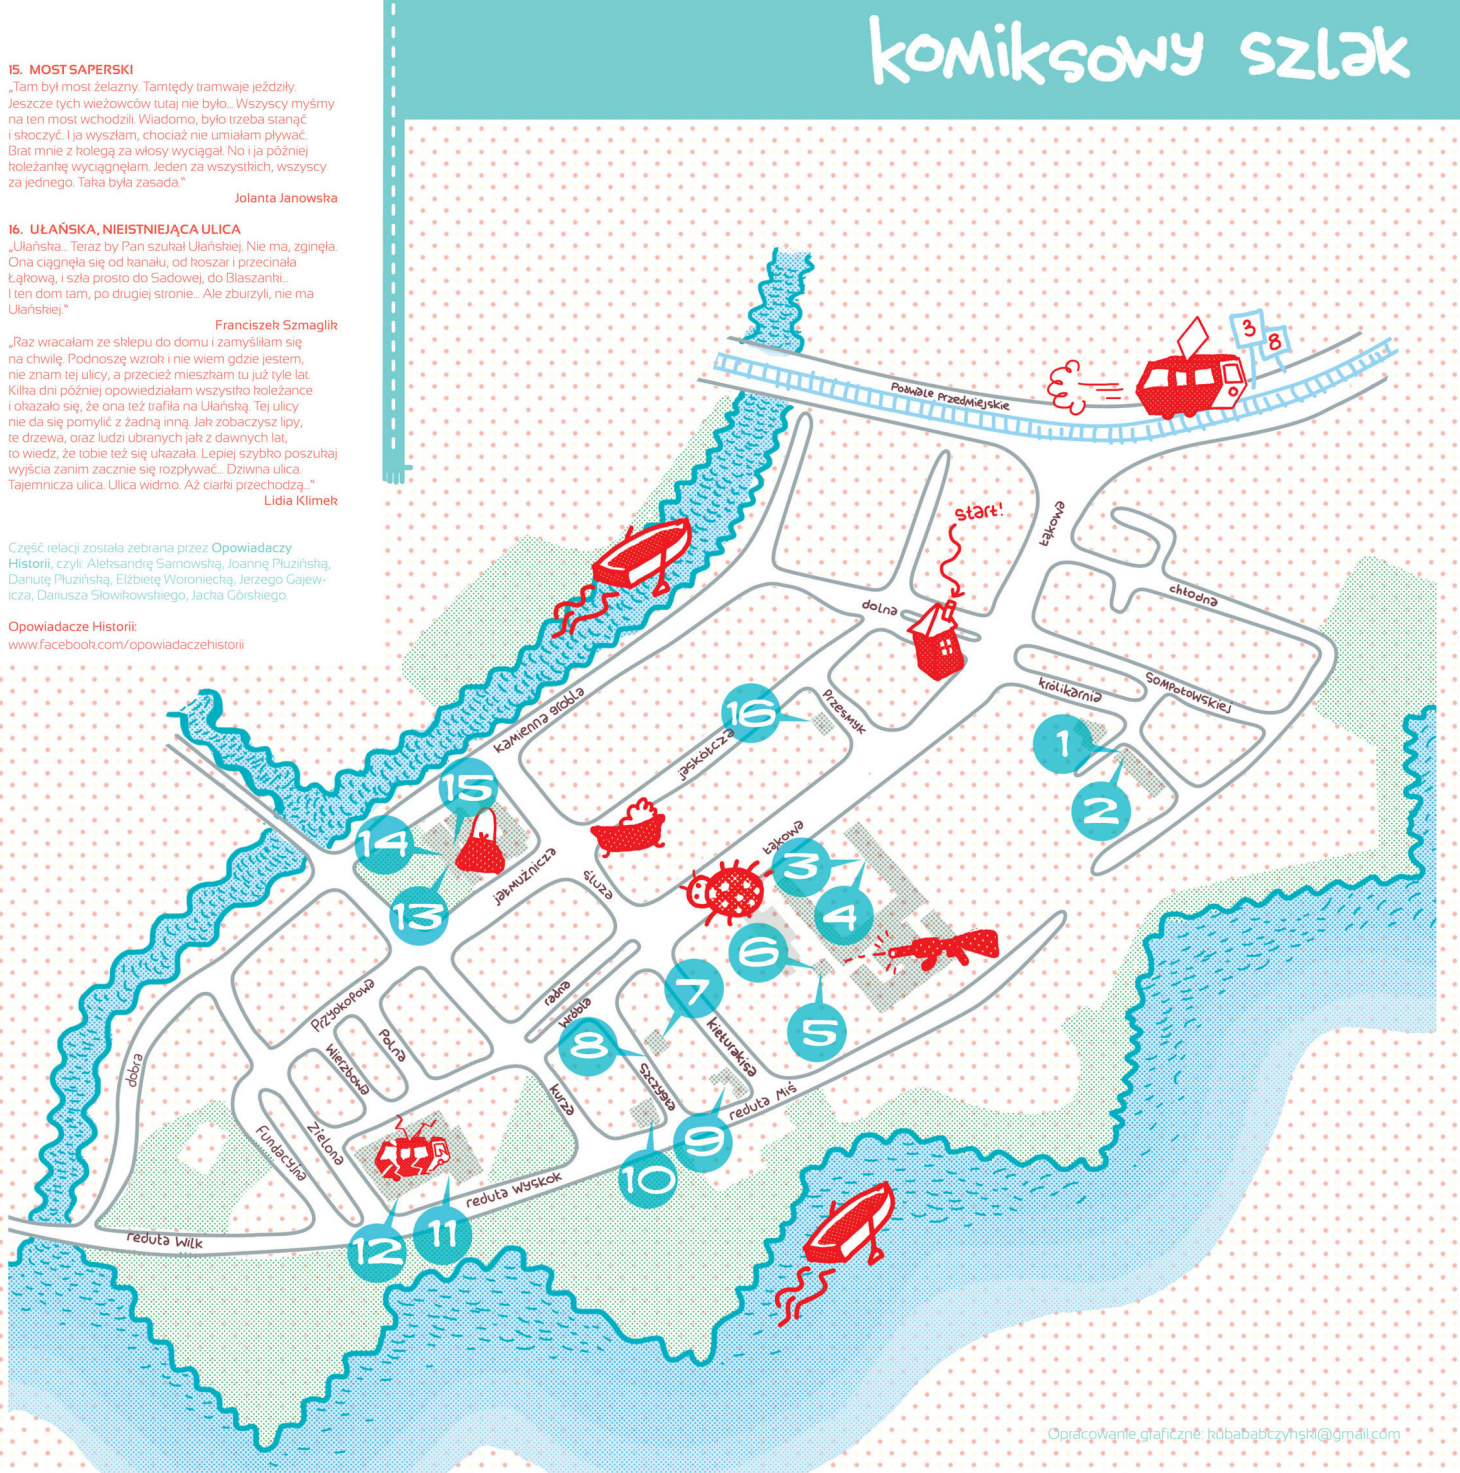 komiksowy szlak
15. MOST SAPERSKI
„Tam był most żelazny. Tamtędy tramwaje jeździły.
Jeszcze tych wieżowców tutaj nie było... Wszyscy myśmy
na ten most wchodzili. Wiadomo, było trzeba stanąć
i skoczyć. I ja wyszłam, chociaż nie umiałam pływać.
Brat mnie z kolegą za włosy wyciągał. No i ja później
koleżankę wyciągnęłam. Jeden za wszystkich, wszyscy
za jednego. Taka była zasada.“
Jolanta Janowska
16. UŁAŃSKA, NIEISTNIEJĄCA ULICA
„Ułańska... Teraz by Pan szukał Ułańskiej. Nie ma, zginęła.
Ona ciągnęła się od kanału, od koszar i przecinała
Łąkową, i szła prosto do Sadowej, do Blaszanki...
I ten dom tam, po drugiej stronie... Ale zburzyli, nie ma
Ułańskiej.“
Franciszek Szmaglik
„Raz wracałam ze sklepu do domu i zamyśliłam się
na chwilę. Podnoszę wzrok i nie wiem gdzie jestem,
nie znam tej ulicy, a przecież mieszkam tu już tyle lat.
Kilka dni później opowiedziałam wszystko koleżance
i okazało się, że ona też trafiła na Ułańską. Tej ulicy
nie da się pomylić z żadną inną. Jak zobaczysz lipy,
te drzewa, oraz ludzi ubranych jak z dawnych lat,
to wiedz, że tobie też się ukazała. Lepiej szybko poszukaj
wyjścia zanim zacznie się rozpływać... Dziwna ulica.
Tajemnicza ulica. Ulica widmo. Aż ciarki przechodzą...“
Lidia Klimek
Część relacji została zebrana przez Opowiadaczy
Historii, czyli: Aleksandrę Sarnowską, Joannę Płuzińską,
Danutę Płuzińską, Elżbietę Woroniecką, Jerzego Gajew-
icza, Dariusza Słowikowskiego, Jacka Górskiego.
Opowiadacze Historii:
www.facebook.com/opowiadaczehistorii
3
8
Podwale Przedmiejskie
start!
Łąkowa
chłodna
dolna
królikarnia
Sompołowskiej
Przesmyk
16
kamienna grobla
jaskółcza
1
2
15
14
13
jałmużnicza
śluza
Łąkowa
3
4
6
5
7
8
radna
Wróbla
kieturakisa
Szczygla
Przyokopowa
Polna
Wierzbowa
dobra
kurza
reduta Miś
9
10
Zielona
Fundacyjna
reduta Wyskok
11
12
reduta Wilk
Opracowanie graficzne: kubababczynski@gmail.com